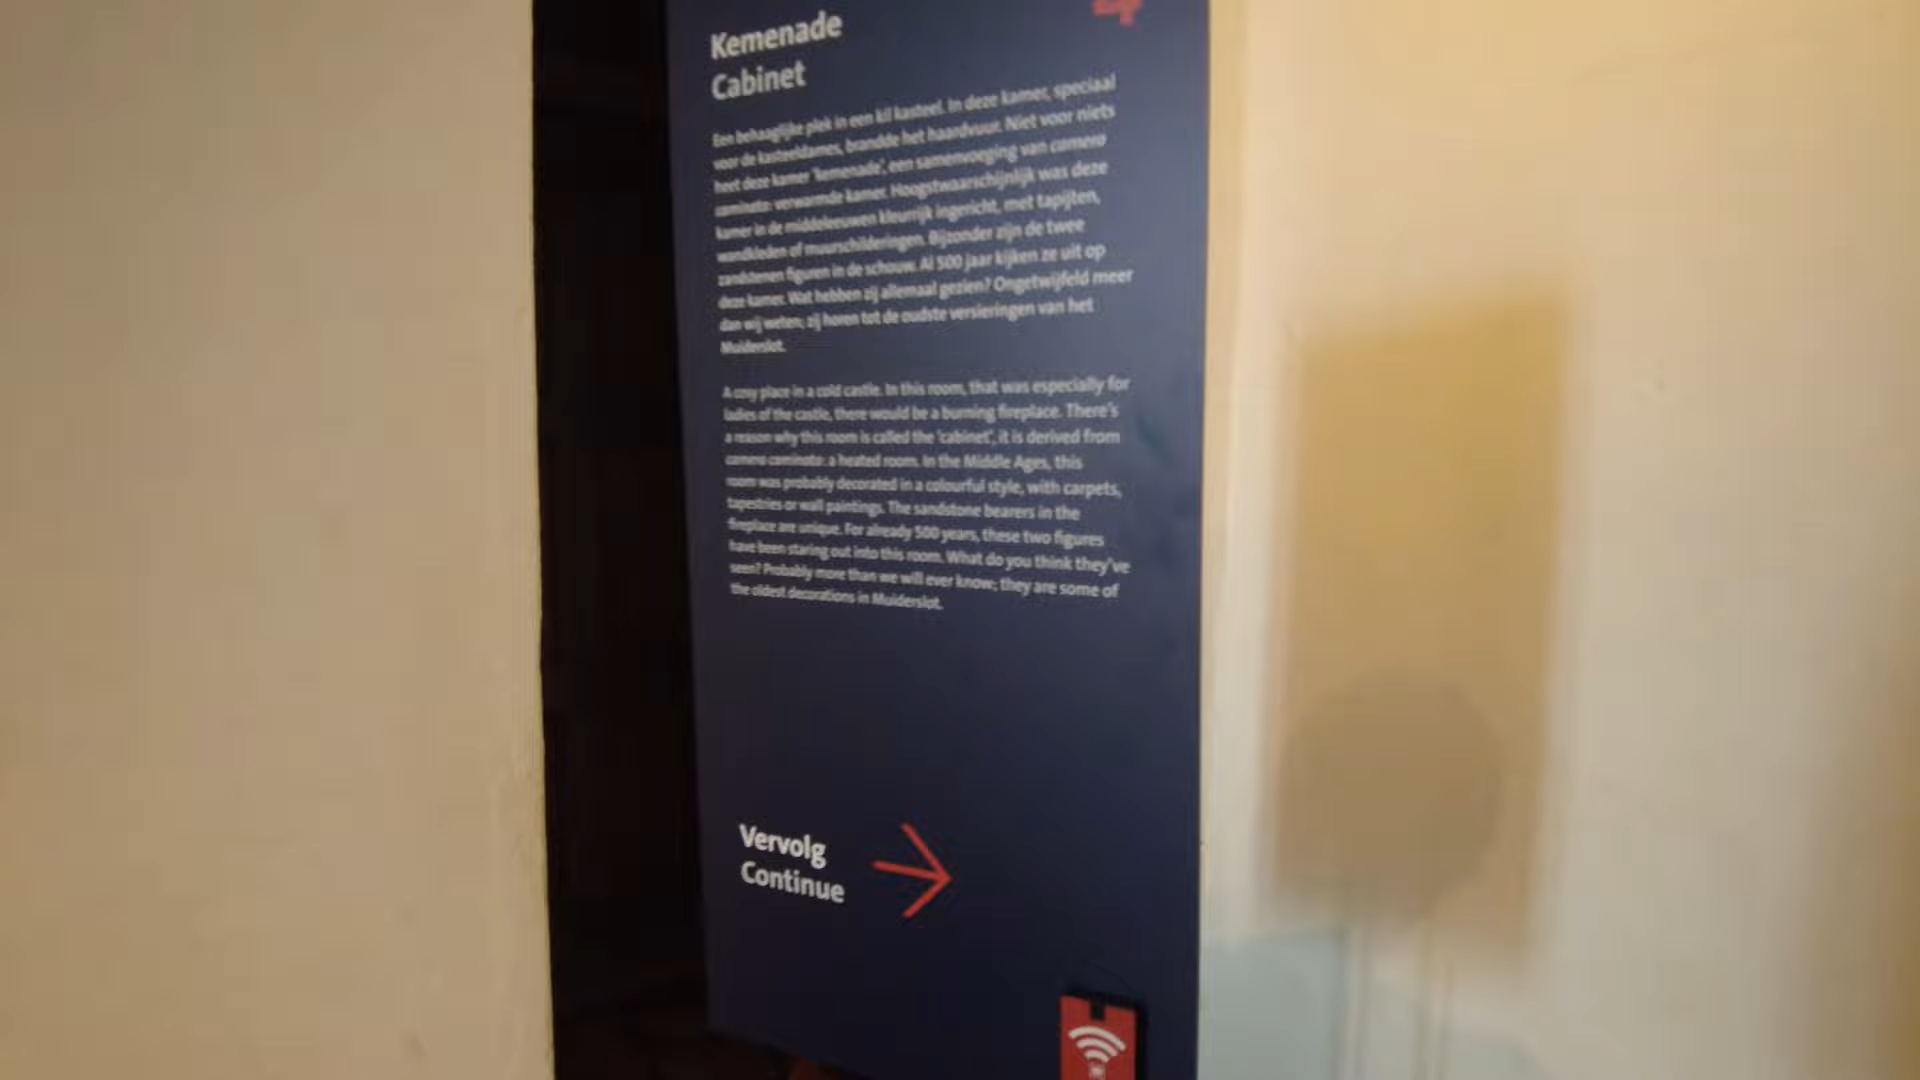 Kemenade
Cabinet
Een behaaglijke plek in een kil kasteel. In deze kamer, speciaal
voor de kasteeldames, brandde het haardvuur. Niet voor niets
heet deze kamer 'kemenade', een samenvoeging van camera
caminata: verwarmde kamer. Hoogstwaarschijnlijk was deze
kamer in de middeleeuwen kleurrijk ingericht, met tapijten,
wandkleden of muurschilderingen. Bijzonder zijn de twee
zandstenen figuren in de schouw. Al 500 jaar kijken ze uit op
deze kamer. Wat hebben zij allemaal gezien? Ongetwijfeld meer
dan wij weten; zij horen tot de oudste versieringen van het
Muiderslot.
A cosy place in a cold castle. In this room, that was especially for
ladies of the castle, there would be a burning fireplace. There's
a reason why this room is called the 'cabinet', it is derived from
camera caminata: a heated room. In the Middle Ages, this
room was probably decorated in a colourful style, with carpets,
tapestries or wall paintings. The sandstone bearers in the
fireplace are unique. For already 500 years, these two figures
have been staring out into this room. What do you think they've
seen? Probably more than we will ever know; they are some of
the oldest decorations in Muiderslot.
Vervolg
Continue